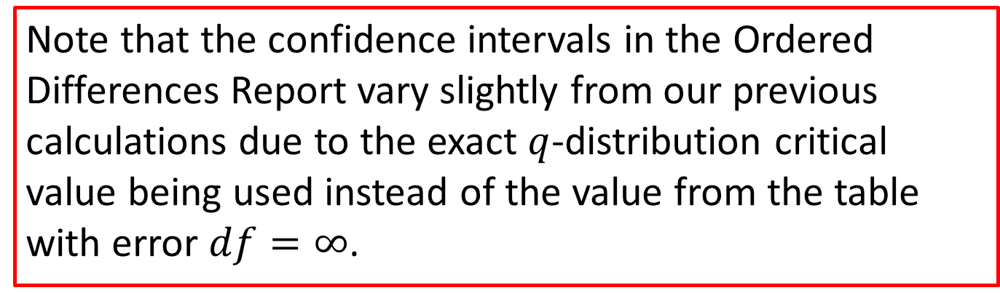 Note that the confidence intervals in the Ordered
Differences Report vary slightly from our previous
calculations due to the exact q-distribution critical
value being used instead of the value from the table
with error df = ∞.